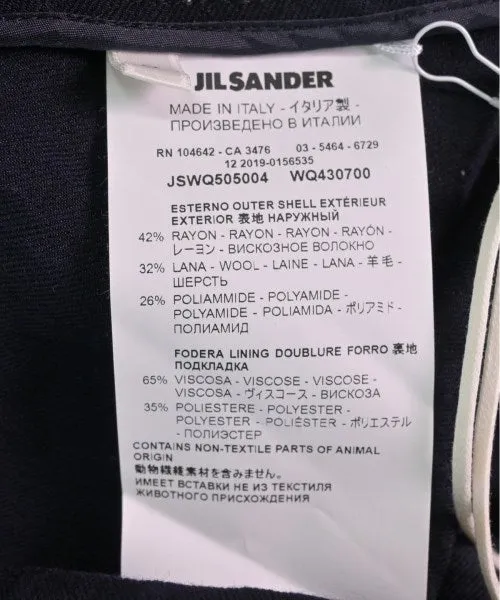 JIL SANDER
MADE IN ITALY - イタリア製 -
ПРОИЗВЕДЕНО В ИТАЛИИ
RN 104642 - CA 3476 03 - 5464 - 6729
12 2019-0156535
JSWQ505004 WQ430700
ESTERNO OUTER SHELL EXTÉRIEUR
EXTERIOR 表地 НАРУЖНЫЙ
42% RAYON - RAYON - RAYON - RAYÓN -
レーヨン - ВИСКОЗНОЕ ВОЛОКНО
32% LANA - WOOL - LAINE - LANA - 羊毛 -
ШЕРСТЬ
26% POLIAMMIDE - POLYAMIDE -
POLYAMIDE - POLIAMIDA - ポリアミド -
ПОЛИАМИД
FODERA LINING DOUBLURE FORRO 裏地
ПОДКЛАДКА
65% VISCOSA - VISCOSE - VISCOSE -
VISCOSA - ヴィスコース - ВИСКОЗА
35% POLIESTERE - POLYESTER -
POLYESTER - POLIÉSTER - ポリエステル
- ПОЛИЭСТЕР
CONTAINS NON-TEXTILE PARTS OF ANIMAL
ORIGIN
動物繊維素材を含みません。
ИМЕЕТ ВСТАВКИ НЕ ИЗ ТЕКСТИЛЯ
ЖИВОТНОГО ПРИСХОЖДЕНИЯ